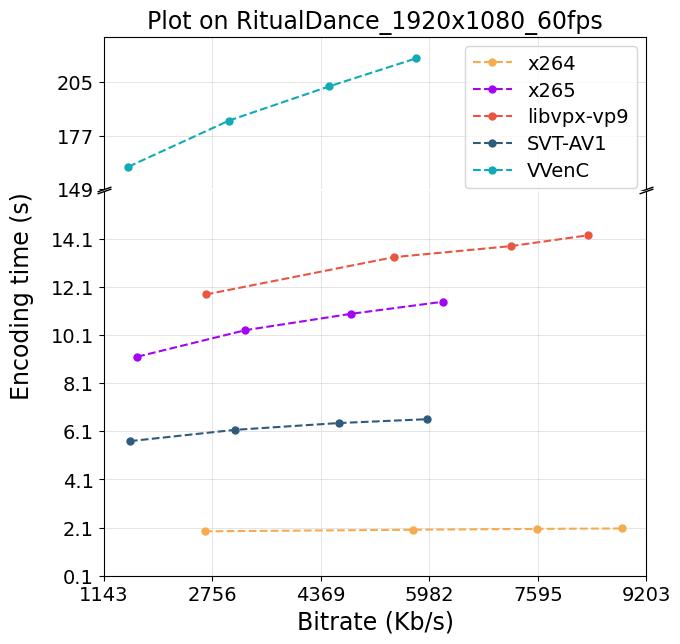 Plot on RitualDance_1920x1080_60fps
x264
x265
libvpx-vp9
SVT-AV1
VVenC
205
177
149
14.1
12.1
10.1
8.1
6.1
4.1
2.1
0.1
Encoding time (s)
1143 2756 4369 5982 7595 9203
Bitrate (Kb/s)